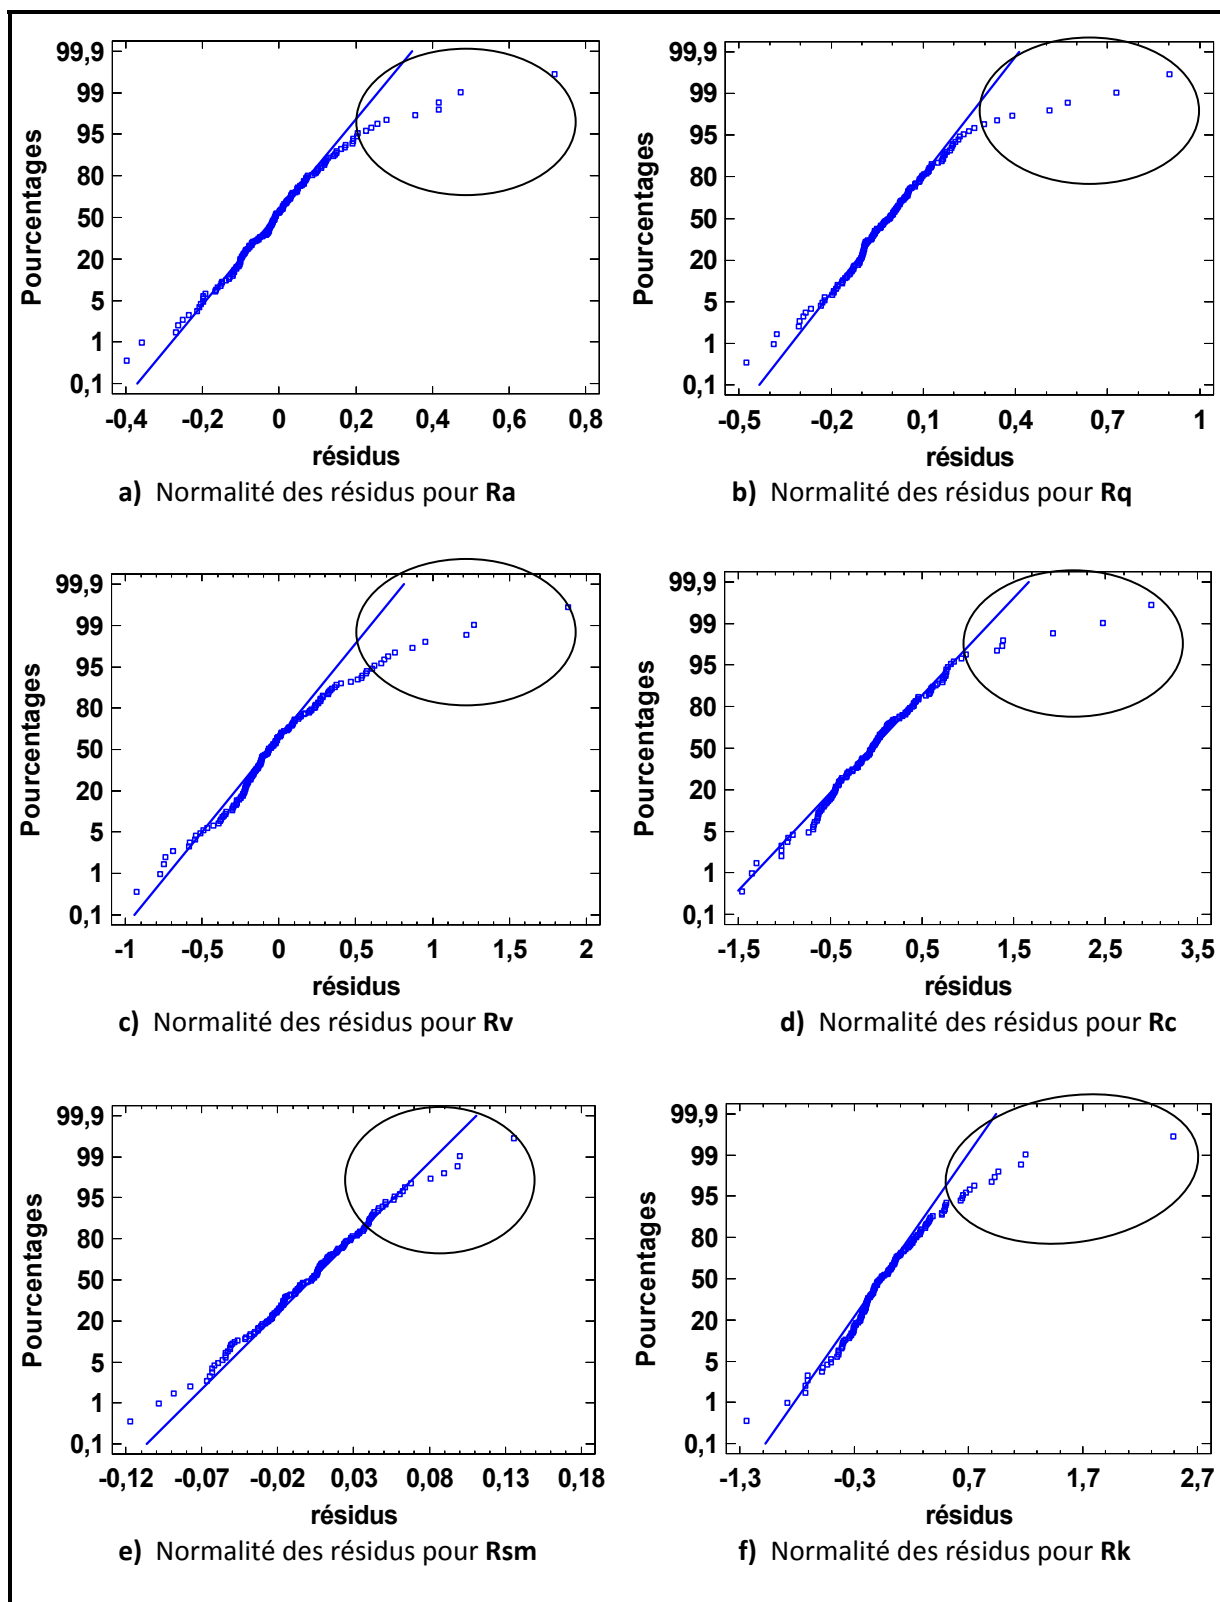 99,9
99
95
80
50
20
5
1
0,1
Pourcentages
-0,4 -0,2 0 0,2 0,4 0,6 0,8
résidus
a) Normalité des résidus pour Ra
99,9
99
95
80
50
20
5
1
0,1
Pourcentages
-0,5 -0,2 0,1 0,4 0,7 1
résidus
b) Normalité des résidus pour Rq
99,9
99
95
80
50
20
5
1
0,1
Pourcentages
-1 -0,5 0 0,5 1 1,5 2
résidus
c) Normalité des résidus pour Rv
99,9
99
95
80
50
20
5
1
0,1
Pourcentages
-1,5 -0,5 0,5 1,5 2,5 3,5
résidus
d) Normalité des résidus pour Rc
99,9
99
95
80
50
20
5
1
0,1
Pourcentages
-0,12 -0,07 -0,02 0,03 0,08 0,13 0,18
résidus
e) Normalité des résidus pour Rsm
99,9
99
95
80
50
20
5
1
0,1
Pourcentages
-1,3 -0,3 0,7 1,7 2,7
résidus
f) Normalité des résidus pour Rk